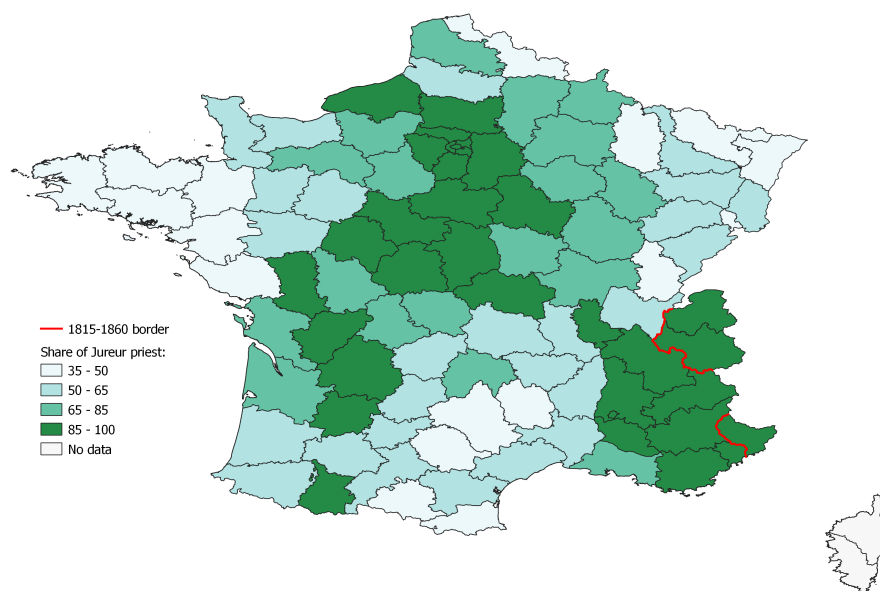 1815-1860 border
Share of Jureur priest:
35 - 50
50 - 65
65 - 85
85 - 100
No data